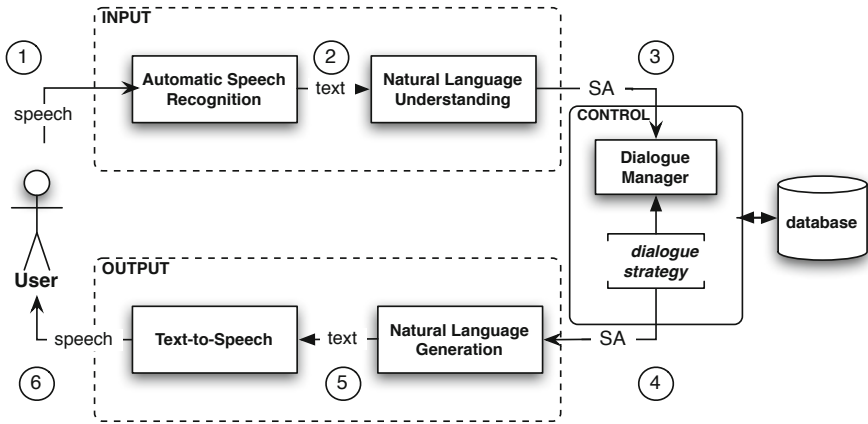 INPUT
1
2
3
Automatic Speech
Recognition
text
Natural Language
Understanding
SA
speech
CONTROL
Dialogue
Manager
database
dialogue
strategy
User
OUTPUT
Text-to-Speech
text
Natural Language
Generation
SA
speech
6
5
4